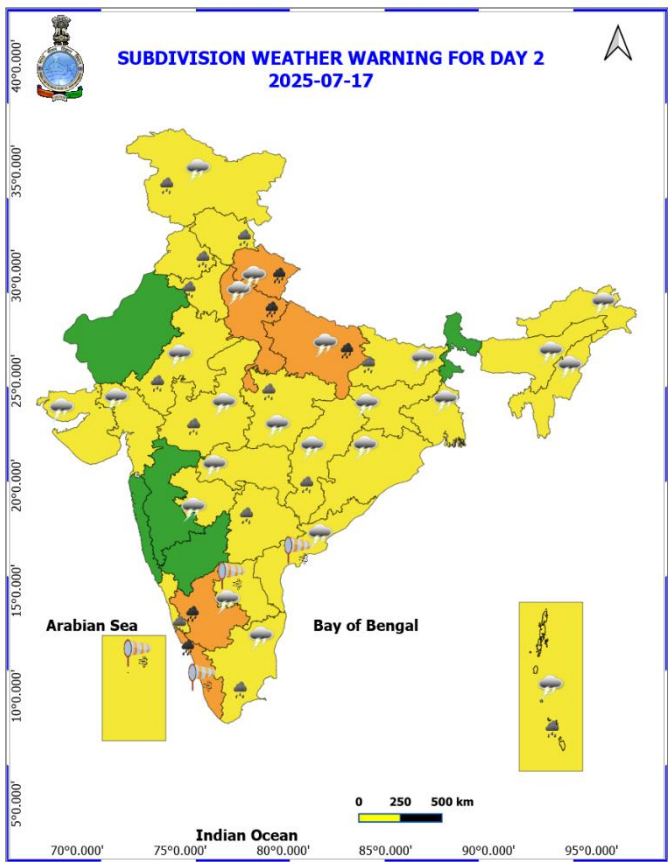 SUBDIVISION WEATHER WARNING FOR DAY 2
2025-07-17
40°0.000'
35°0.000'
30°0.000'
25°0.000'
20°0.000'
15°0.000'
10°0.000'
5°0.000'
Arabian Sea
Bay of Bengal
0 250 500 km
Indian Ocean
70°0.000' 75°0.000' 80°0.000' 85°0.000' 90°0.000' 95°0.000'